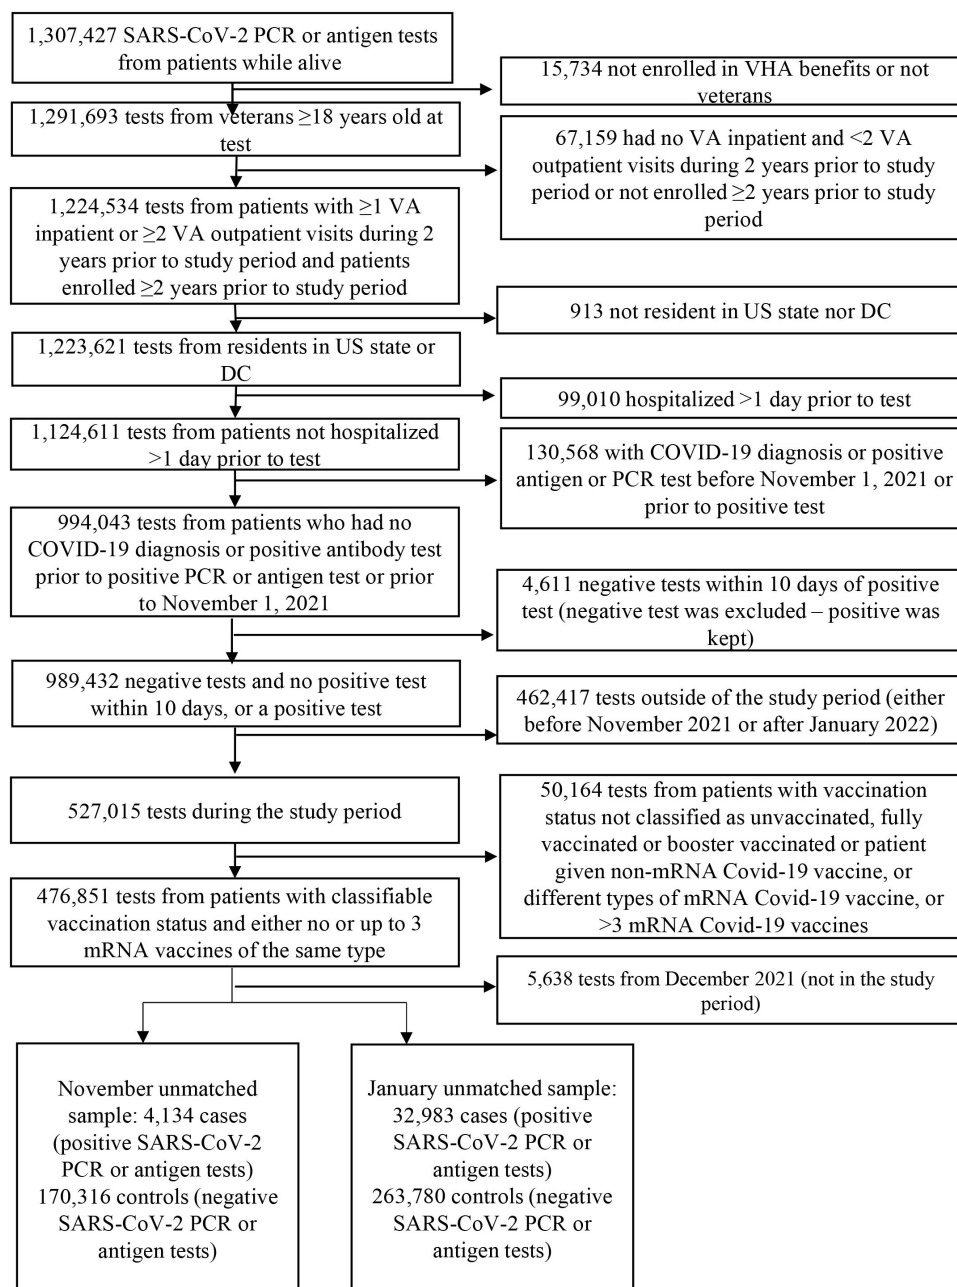 1,307,427 SARS-CoV-2 PCR or antigen tests
from patients while alive
15,734 not enrolled in VHA benefits or not
veterans
1,291,693 tests from veterans ≥18 years old at
test
67,159 had no VA inpatient and <2 VA
outpatient visits during 2 years prior to study
period or not enrolled ≥2 years prior to study
period
1,224,534 tests from patients with ≥1 VA
inpatient or ≥2 VA outpatient visits during 2
years prior to study period and patients
enrolled ≥2 years prior to study period
913 not resident in US state nor DC
1,223,621 tests from residents in US state or
DC
99,010 hospitalized >1 day prior to test
1,124,611 tests from patients not hospitalized
>1 day prior to test
130,568 with COVID-19 diagnosis or positive
antigen or PCR test before November 1, 2021 or
prior to positive test
994,043 tests from patients who had no
COVID-19 diagnosis or positive antibody test
prior to positive PCR or antigen test or prior
to November 1, 2021
4,611 negative tests within 10 days of positive
test (negative test was excluded – positive was
kept)
989,432 negative tests and no positive test
within 10 days, or a positive test
462,417 tests outside of the study period (either
before November 2021 or after January 2022)
527,015 tests during the study period
50,164 tests from patients with vaccination
status not classified as unvaccinated, fully
vaccinated or booster vaccinated or patient
given non-mRNA Covid-19 vaccine, or
different types of mRNA Covid-19 vaccine, or
>3 mRNA Covid-19 vaccines
476,851 tests from patients with classifiable
vaccination status and either no or up to 3
mRNA vaccines of the same type
5,638 tests from December 2021 (not in the study
period)
November unmatched
sample: 4,134 cases
(positive SARS-CoV-2
PCR or antigen tests)
170,316 controls (negative
SARS-CoV-2 PCR or
antigen tests)
January unmatched sample:
32,983 cases (positive
SARS-CoV-2 PCR or
antigen tests)
263,780 controls (negative
SARS-CoV-2 PCR or
antigen tests)